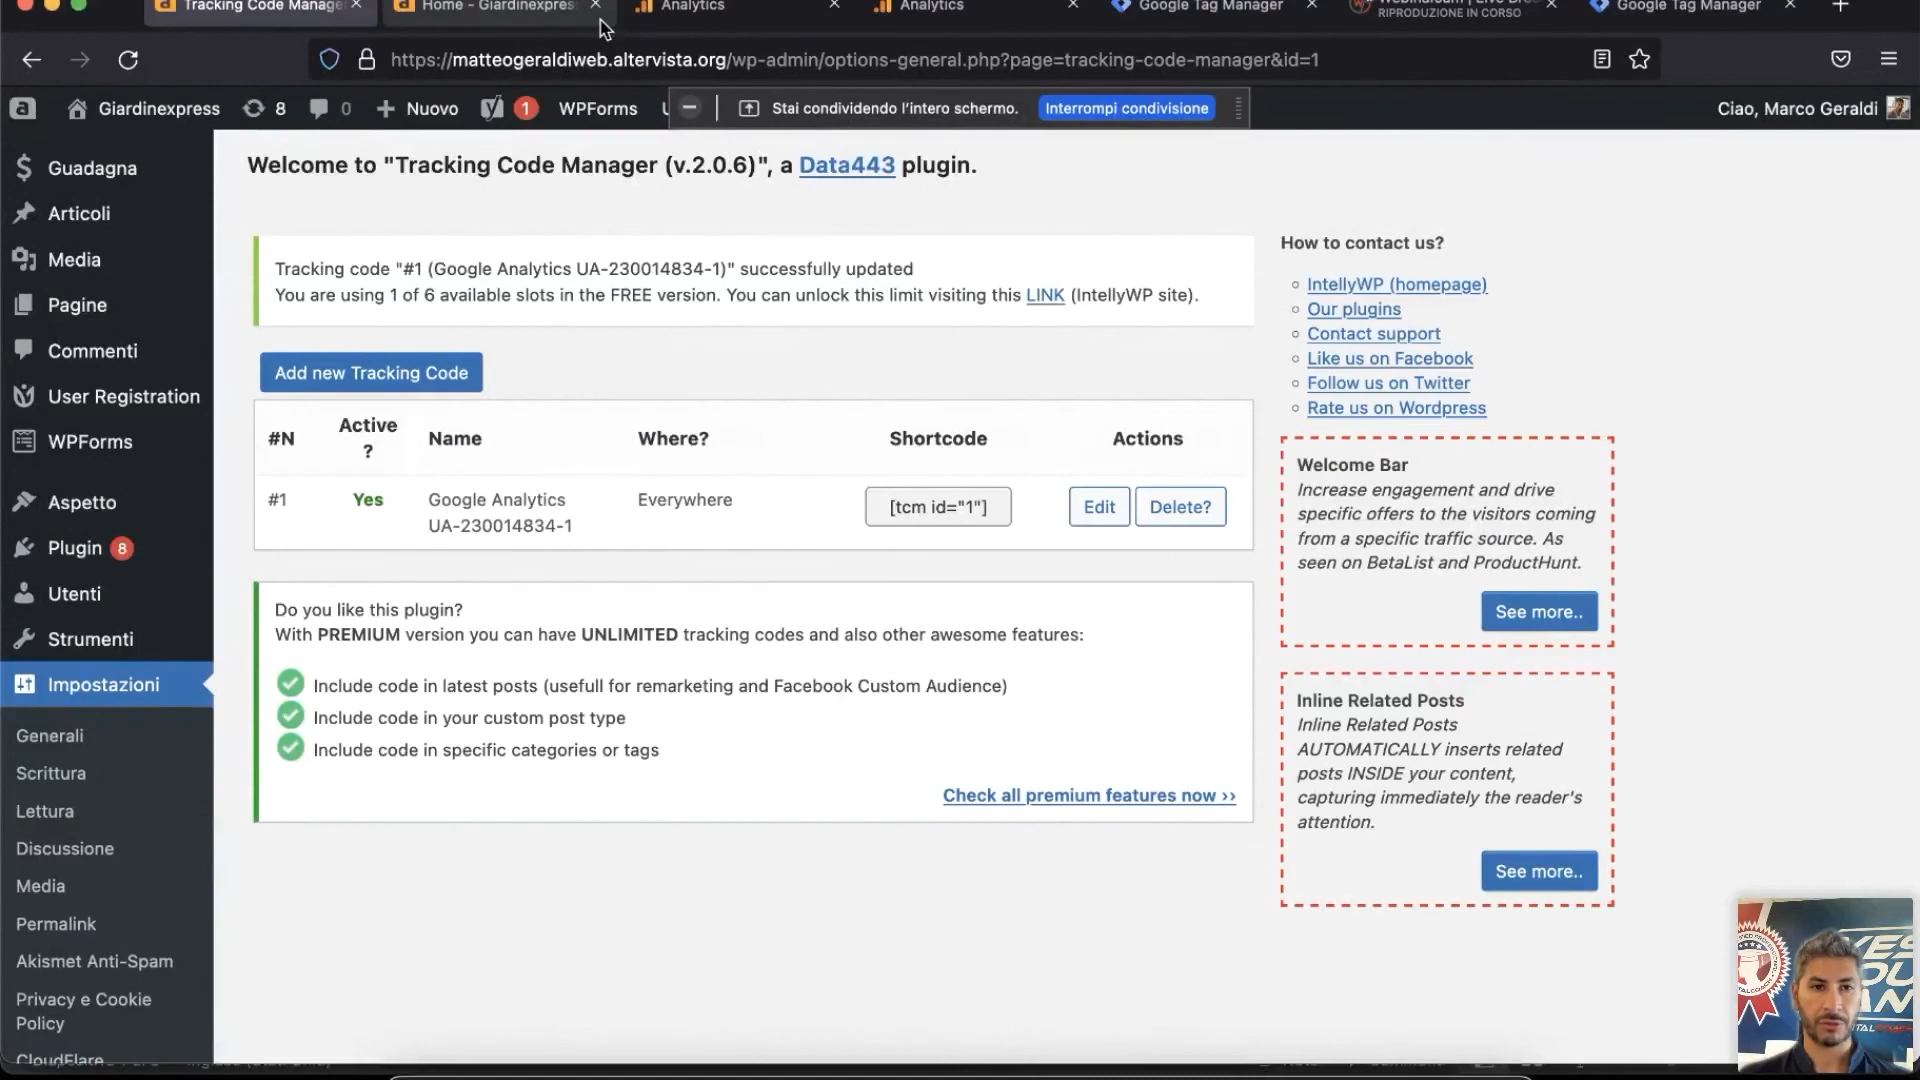 Tracking Code Manager
Home - Giardinexpres
Analytics
Analytics
Google Tag Manager
RIPRODUZIONE IN CORSO
Google Tag Manager
https://matteogeraldiweb.altervista.org/wp-admin/options-general.php?page=tracking-code-manager&id=1
Giardinexpress 8 0 Nuovo 1 WPForms
Stai condividendo l'intero schermo. Interrompi condivisione
Ciao, Marco Geraldi
Guadagna
Articoli
Media
Pagine
Commenti
User Registration
WPForms
Aspetto
Plugin 8
Utenti
Strumenti
Impostazioni
Generali
Scrittura
Lettura
Discussione
Media
Permalink
Akismet Anti-Spam
Privacy e Cookie
Policy
CloudFlare
Welcome to "Tracking Code Manager (v.2.0.6)", a Data443 plugin.
Tracking code "#1 (Google Analytics UA-230014834-1)" successfully updated
You are using 1 of 6 available slots in the FREE version. You can unlock this limit visiting this LINK (IntellyWP site).
Add new Tracking Code
#N Active ? Name Where? Shortcode Actions
#1 Yes Google Analytics UA-230014834-1 Everywhere [tcm id="1"] Edit Delete?
Do you like this plugin?
With PREMIUM version you can have UNLIMITED tracking codes and also other awesome features:
Include code in latest posts (usefull for remarketing and Facebook Custom Audience)
Include code in your custom post type
Include code in specific categories or tags
Check all premium features now ››
How to contact us?
IntellyWP (homepage)
Our plugins
Contact support
Like us on Facebook
Follow us on Twitter
Rate us on Wordpress
Welcome Bar
Increase engagement and drive
specific offers to the visitors coming
from a specific traffic source. As
seen on BetaList and ProductHunt.
See more..
Inline Related Posts
Inline Related Posts
AUTOMATICALLY inserts related
posts INSIDE your content,
capturing immediately the reader's
attention.
See more..